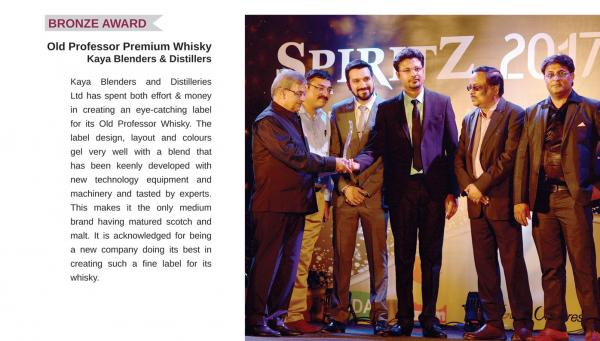 BRONZE AWARD
Old Professor Premium Whisky
Kaya Blenders & Distillers
Kaya Blenders and Distilleries
Ltd has spent both effort & money
in creating an eye-catching label
for its Old Professor Whisky. The
label design, layout and colours
gel very well with a blend that
has been keenly developed with
new technology equipment and
machinery and tasted by experts.
This makes it the only medium
brand having matured scotch and
malt. It is acknowledged for being
a new company doing its best in
creating such a fine label for its
whisky.
SPIRITZ 2017